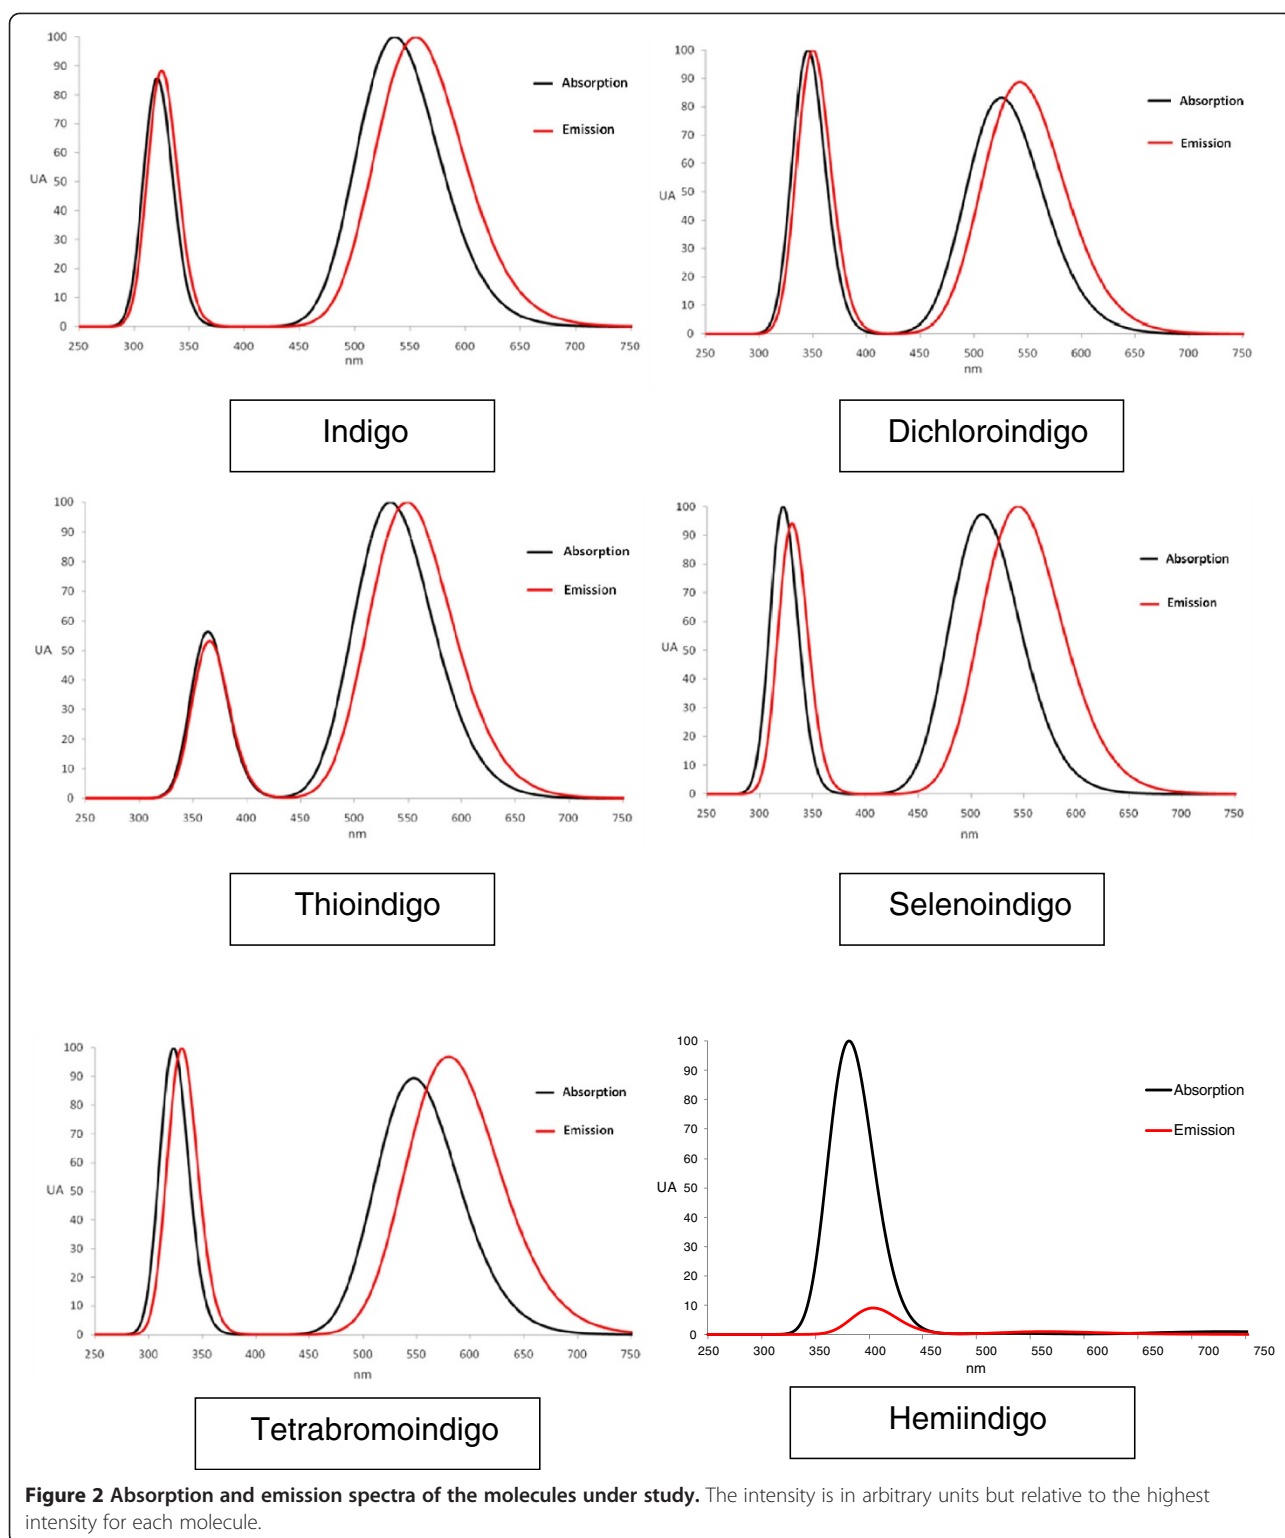 100
90
80
70
60
50
40
30
20
10
0
UA
250 300 350 400 450 500 550 600 650 700 750
nm
Absorption
Emission
Indigo
100
90
80
70
60
50
40
30
20
10
0
UA
250 300 350 400 450 500 550 600 650 700 750
nm
Absorption
Emission
Dichloroindigo
100
90
80
70
60
50
40
30
20
10
0
UA
250 300 350 400 450 500 550 600 650 700 750
nm
Absorption
Emission
Thioindigo
100
90
80
70
60
50
40
30
20
10
0
UA
250 300 350 400 450 500 550 600 650 700 750
nm
Absorption
Emission
Selenoindigo
100
90
80
70
60
50
40
30
20
10
0
UA
250 300 350 400 450 500 550 600 650 700 750
nm
Absorption
Emission
Tetrabromoindigo
100
90
80
70
60
50
40
30
20
10
0
UA
250 300 350 400 450 500 550 600 650 700 750
nm
Absorption
Emission
Hemiindigo
Figure 2 Absorption and emission spectra of the molecules under study. The intensity is in arbitrary units but relative to the highest
intensity for each molecule.